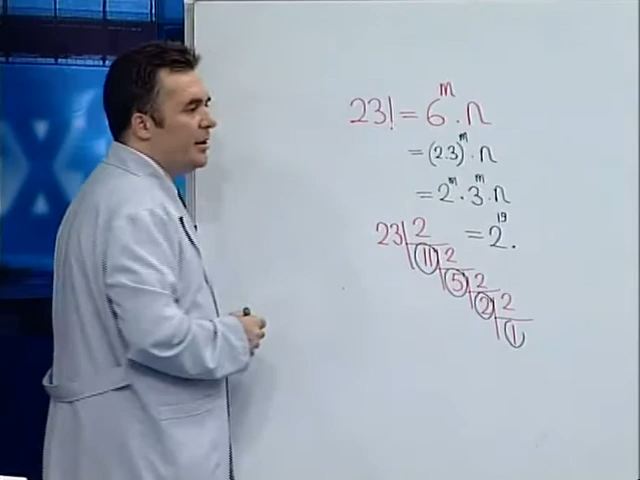 23! = 6^m . n
= (2.3)^m . n
= 2^m . 3^m . n
= 2^19 .
23 | 2
11 | 2
5 | 2
2 | 2
1